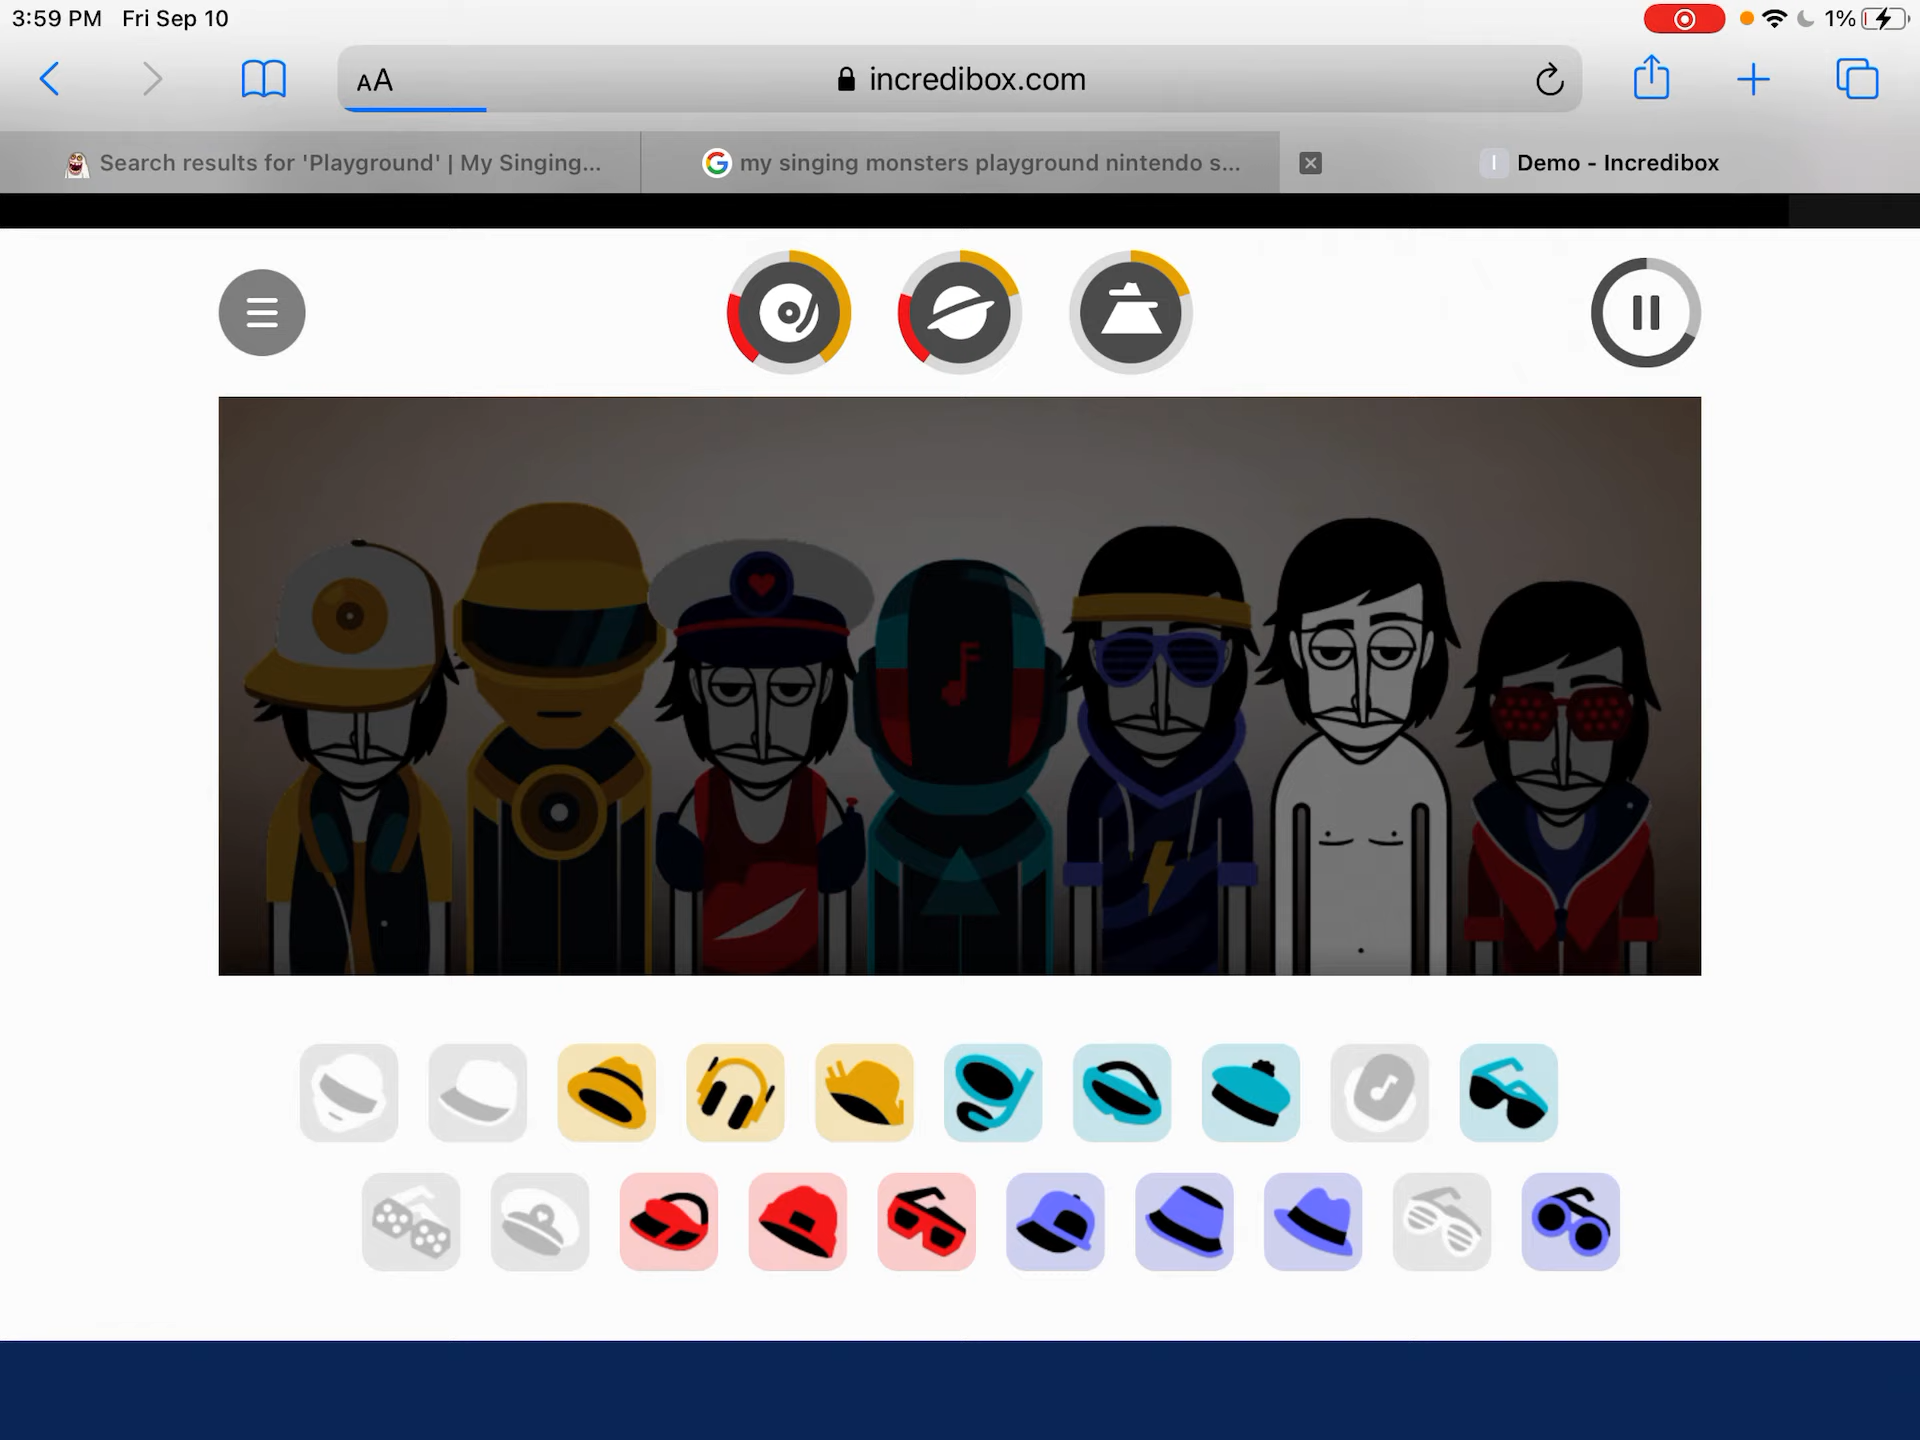 3:59 PM Fri Sep 10
1%
AA
incredibox.com
Search results for 'Playground' | My Singing...
my singing monsters playground nintendo s...
Demo - Incredibox